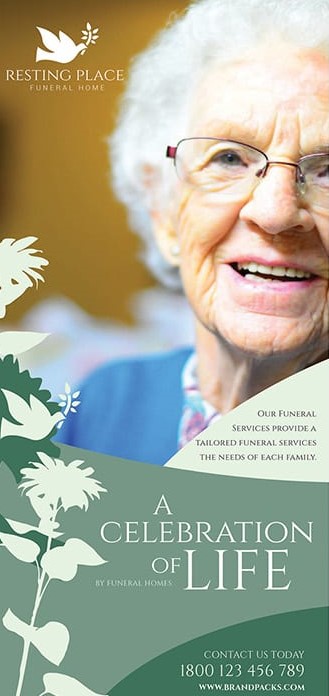 RESTING PLACE
FUNERAL HOME
OUR FUNERAL
SERVICES PROVIDE A
TAILORED FUNERAL SERVICES
THE NEEDS OF EACH FAMILY.
A
CELEBRATION
OF LIFE
BY FUNERAL HOMES
CONTACT US TODAY
1800 123 456 789
WWW.BRANDPACKS.COM